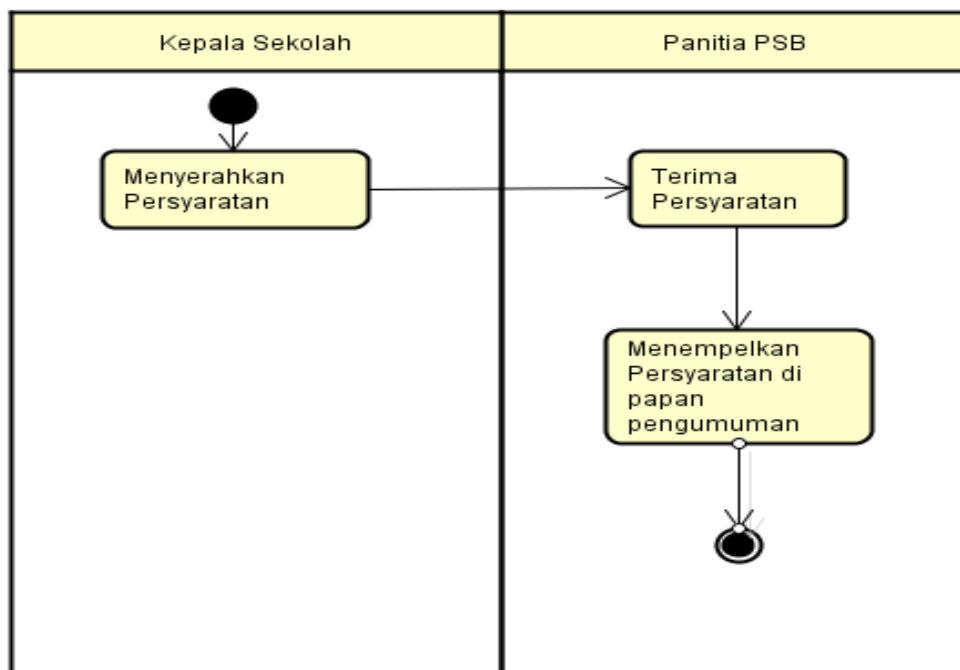 Kepala Sekolah
Panitia PSB
Menyerahkan
Persyaratan
Terima
Persyaratan
Menempelkan
Persyaratan di
papan
pengumuman